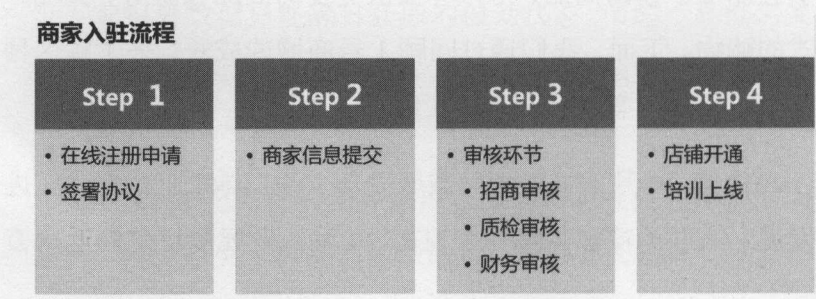 商家入驻流程
Step 1
• 在线注册申请
• 签署协议
Step 2
• 商家信息提交
Step 3
• 审核环节
• 招商审核
• 质检审核
• 财务审核
Step 4
• 店铺开通
• 培训上线